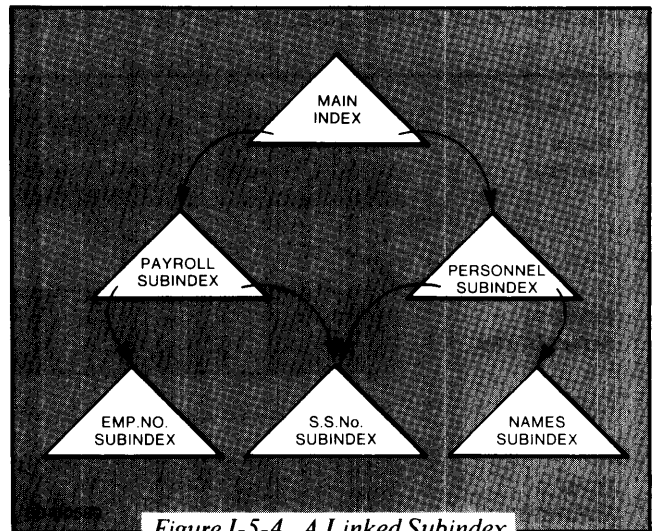 MAIN
INDEX
PAYROLL
SUBINDEX
PERSONNEL
SUBINDEX
EMP.NO.
SUBINDEX
S.S.No.
SUBINDEX
NAMES
SUBINDEX
Figure I-5-4. A Linked Subindex